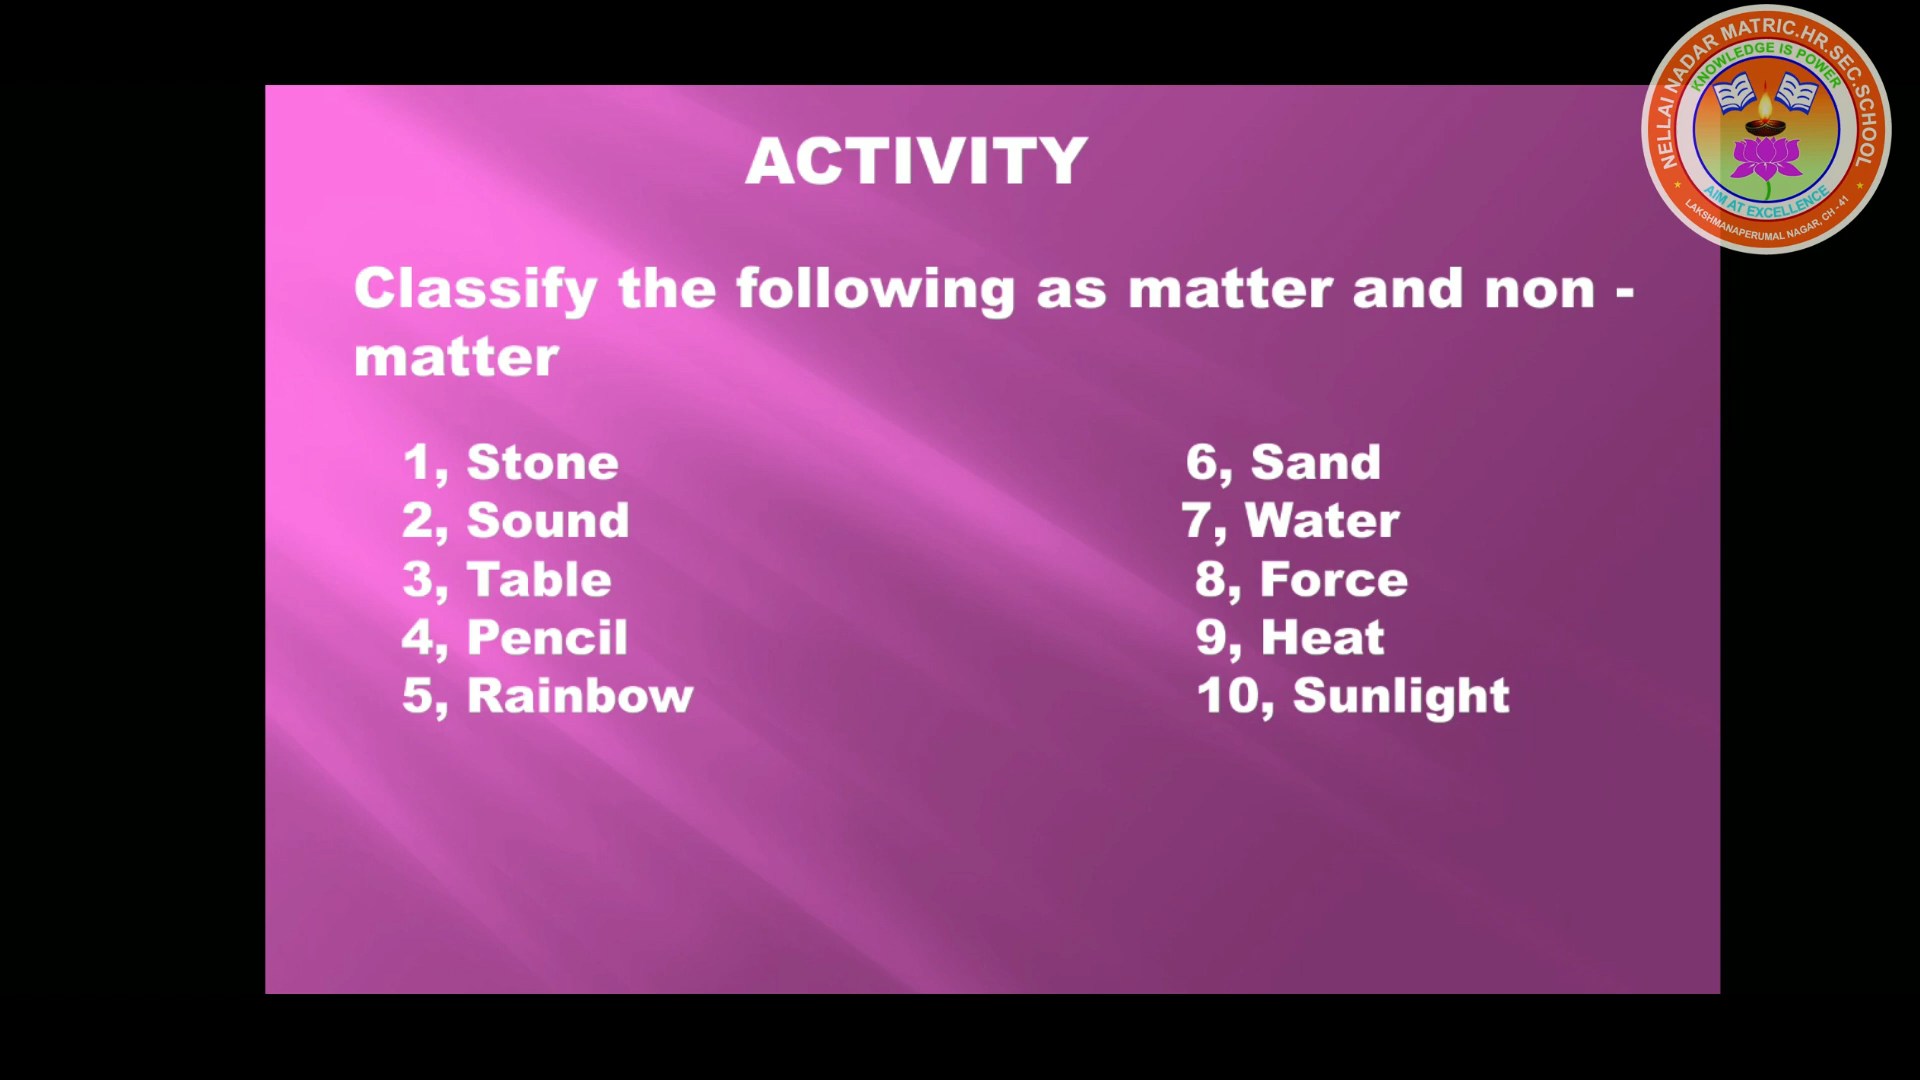 ACTIVITY
Classify the following as matter and non -
matter
1, Stone
2, Sound
3, Table
4, Pencil
5, Rainbow
6, Sand
7, Water
8, Force
9, Heat
10, Sunlight
NELLAI NADAR MATRIC.HR.SEC.SCHOOL
KNOWLEDGE IS POWER
AIM AT EXCELLENCE
LAKSHMANAPERUMAL NAGAR, CH - 41